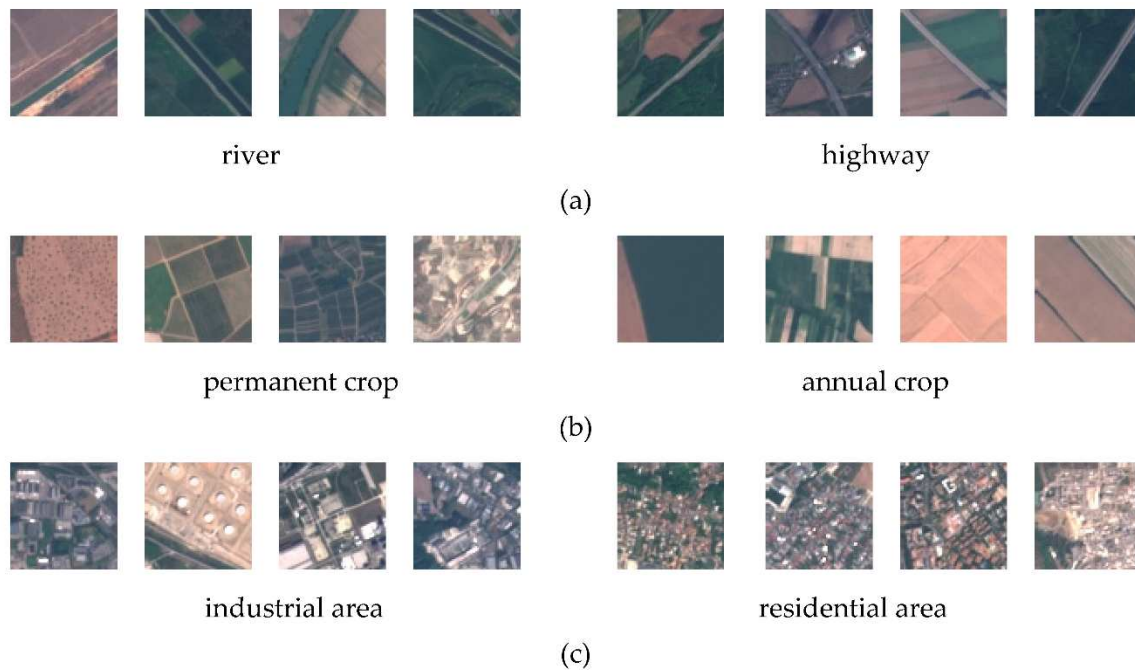 river
highway
(a)
permanent crop
annual crop
(b)
industrial area
residential area
(c)